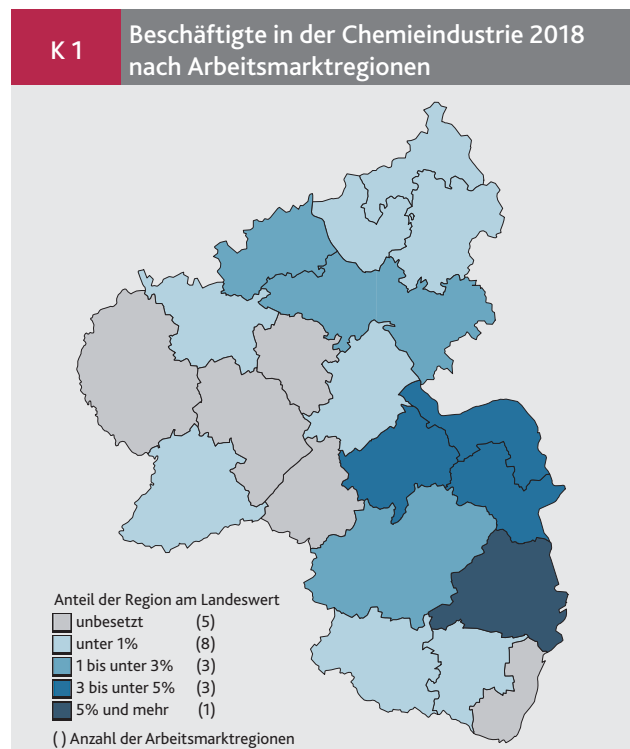 K 1
Beschäftigte in der Chemieindustrie 2018
nach Arbeitsmarktregionen
Anteil der Region am Landeswert
unbesetzt (5)
unter 1% (8)
1 bis unter 3% (3)
3 bis unter 5% (3)
5% und mehr (1)
( ) Anzahl der Arbeitsmarktregionen